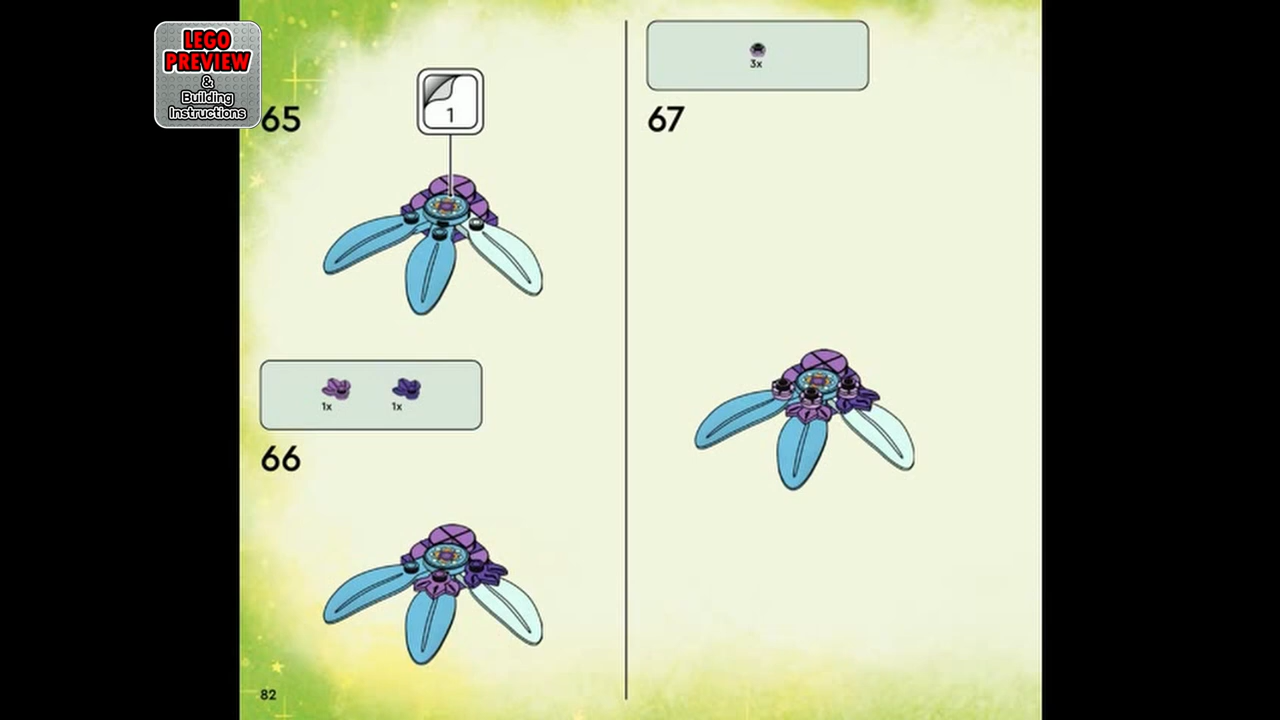 LEGO
PREVIEW
&
Building
Instructions
65
1
1x
1x
66
82
3x
67